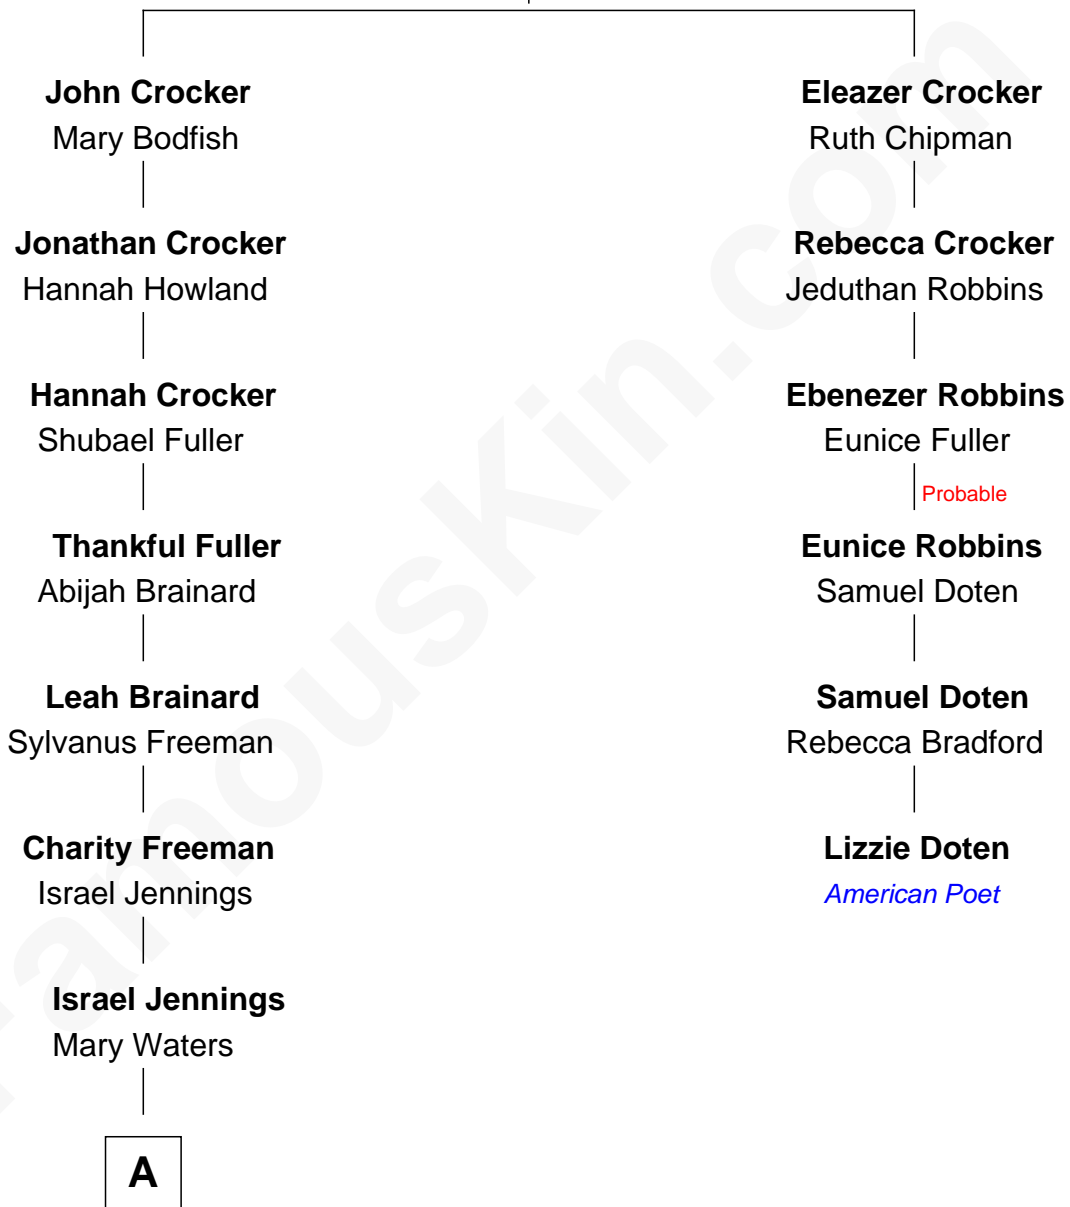 John Crocker
Mary Bodfish
Jonathan Crocker
Hannah Howland
Hannah Crocker
Shubael Fuller
Thankful Fuller
Abijah Brainard
Leah Brainard
Sylvanus Freeman
Charity Freeman
Israel Jennings
Israel Jennings
Mary Waters
A
Eleazer Crocker
Ruth Chipman
Rebecca Crocker
Jeduthan Robbins
Ebenezer Robbins
Eunice Fuller
Probable
Eunice Robbins
Samuel Doten
Samuel Doten
Rebecca Bradford
Lizzie Doten
American Poet
FamousKin.com